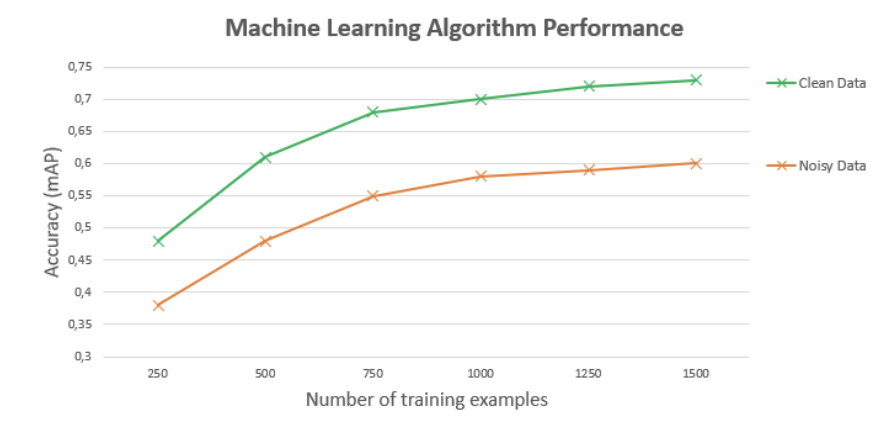 Machine Learning Algorithm Performance
0,75
0,7
0,65
0,6
0,55
0,5
0,45
0,4
0,35
0,3
Accuracy (mAP)
250 500 750 1000 1250 1500
Number of training examples
Clean Data
Noisy Data